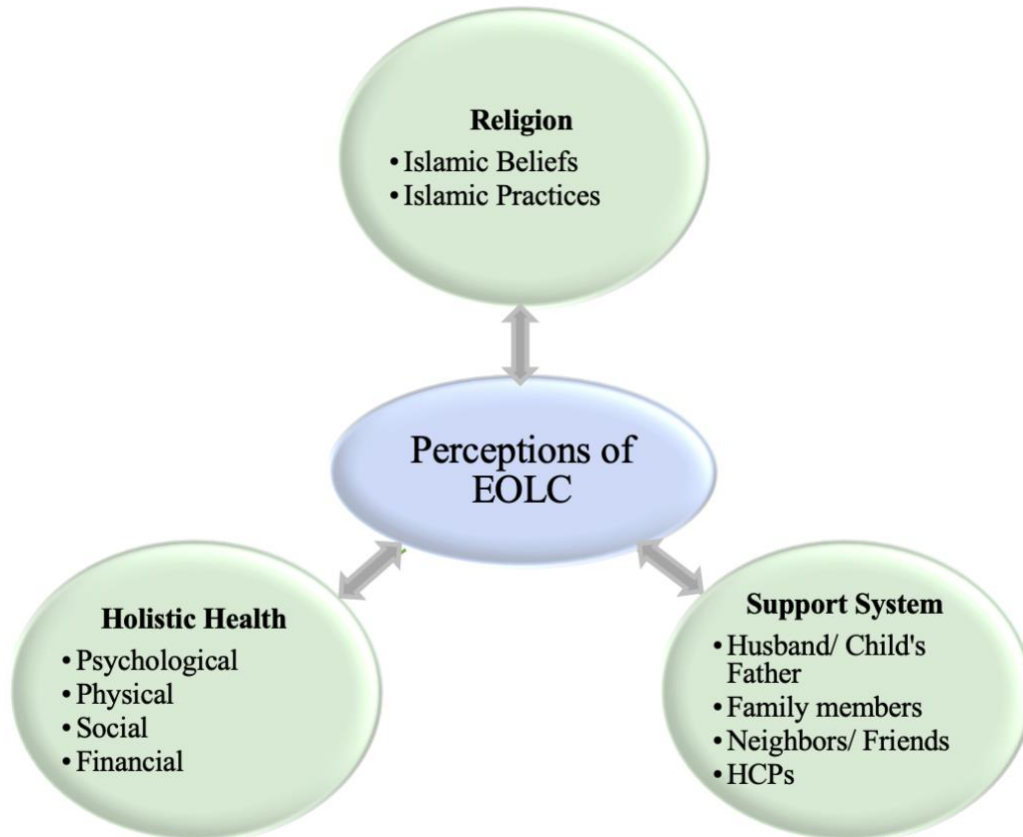 Religion
• Islamic Beliefs
• Islamic Practices
Perceptions of
EOLC
Holistic Health
• Psychological
• Physical
• Social
• Financial
Support System
• Husband/ Child's
Father
• Family members
• Neighbors/ Friends
• HCPs